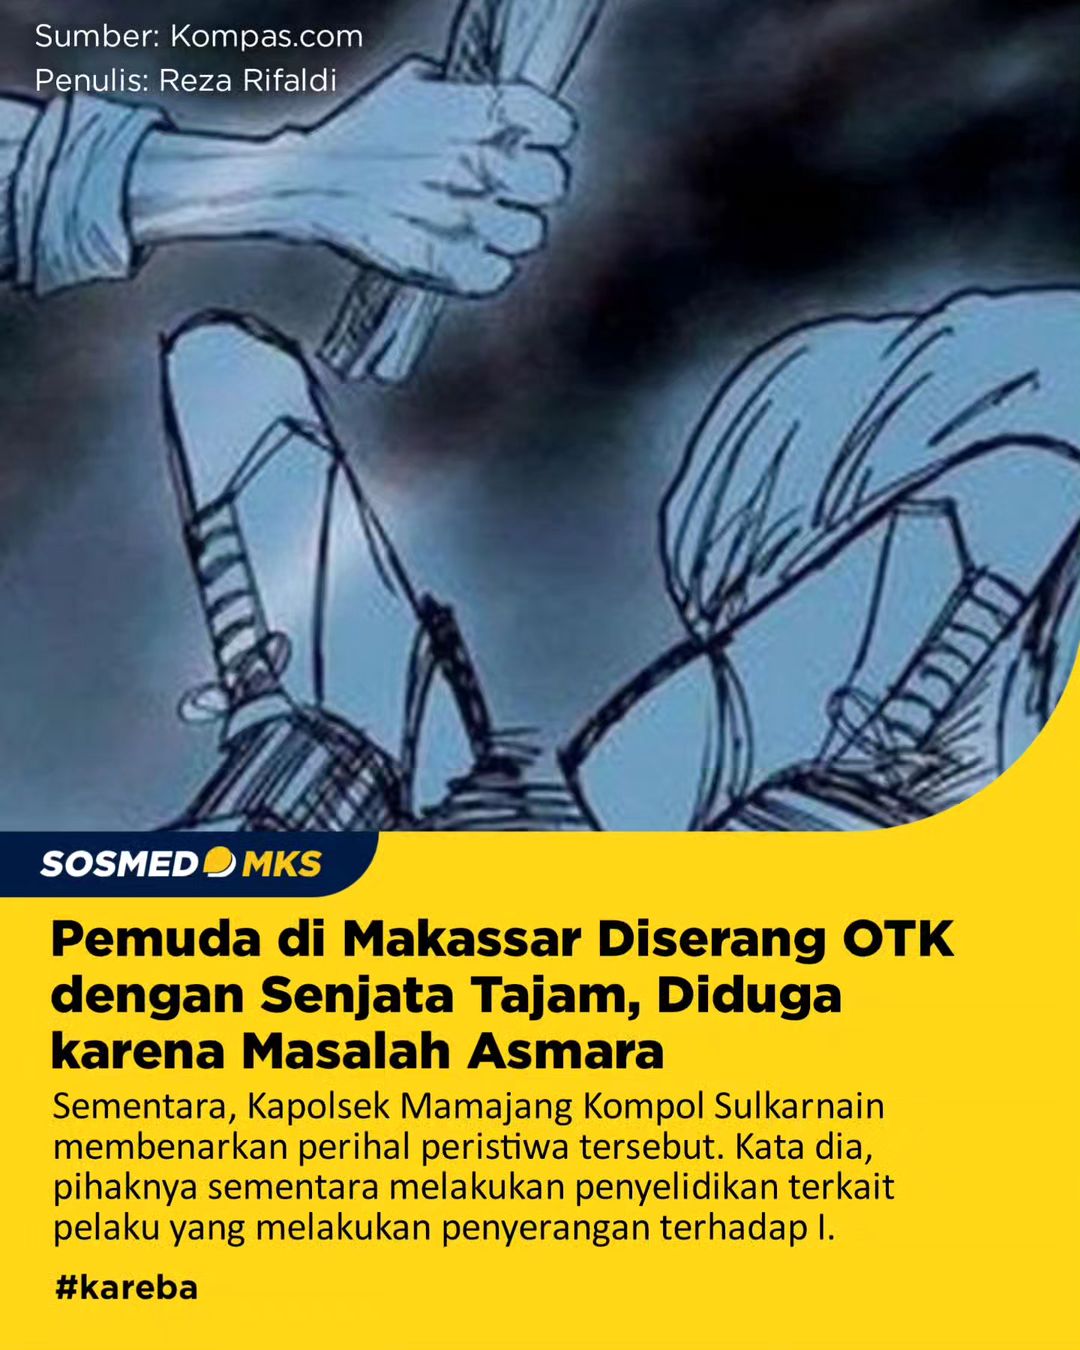 Sumber: Kompas.com
Penulis: Reza Rifaldi
SOSMED MKS
Pemuda di Makassar Diserang OTK
dengan Senjata Tajam, Diduga
karena Masalah Asmara
Sementara, Kapolsek Mamajang Kompol Sulkarnain
membenarkan perihal peristiwa tersebut. Kata dia,
pihaknya sementara melakukan penyelidikan terkait
pelaku yang melakukan penyerangan terhadap I.
#kareba